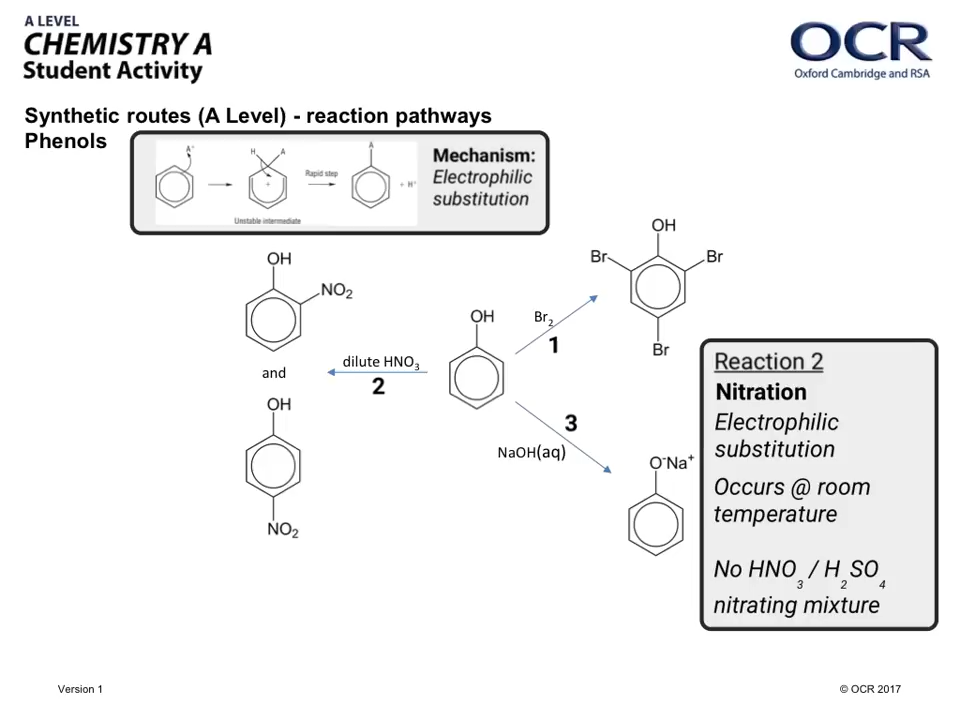 A LEVEL
CHEMISTRY A
Student Activity
OCR
Oxford Cambridge and RSA
Synthetic routes (A Level) - reaction pathways
Phenols
A⁺
H
A
Rapid step
A
+ H⁺
Unstable intermediate
Mechanism:
Electrophilic
substitution
OH
NO₂
and
OH
NO₂
dilute HNO₃
2
OH
Br₂
1
OH
Br
Br
Br
3
NaOH(aq)
O⁻Na⁺
Reaction 2
Nitration
Electrophilic
substitution
Occurs @ room
temperature
No HNO₃ / H₂SO₄
nitrating mixture
Version 1
© OCR 2017